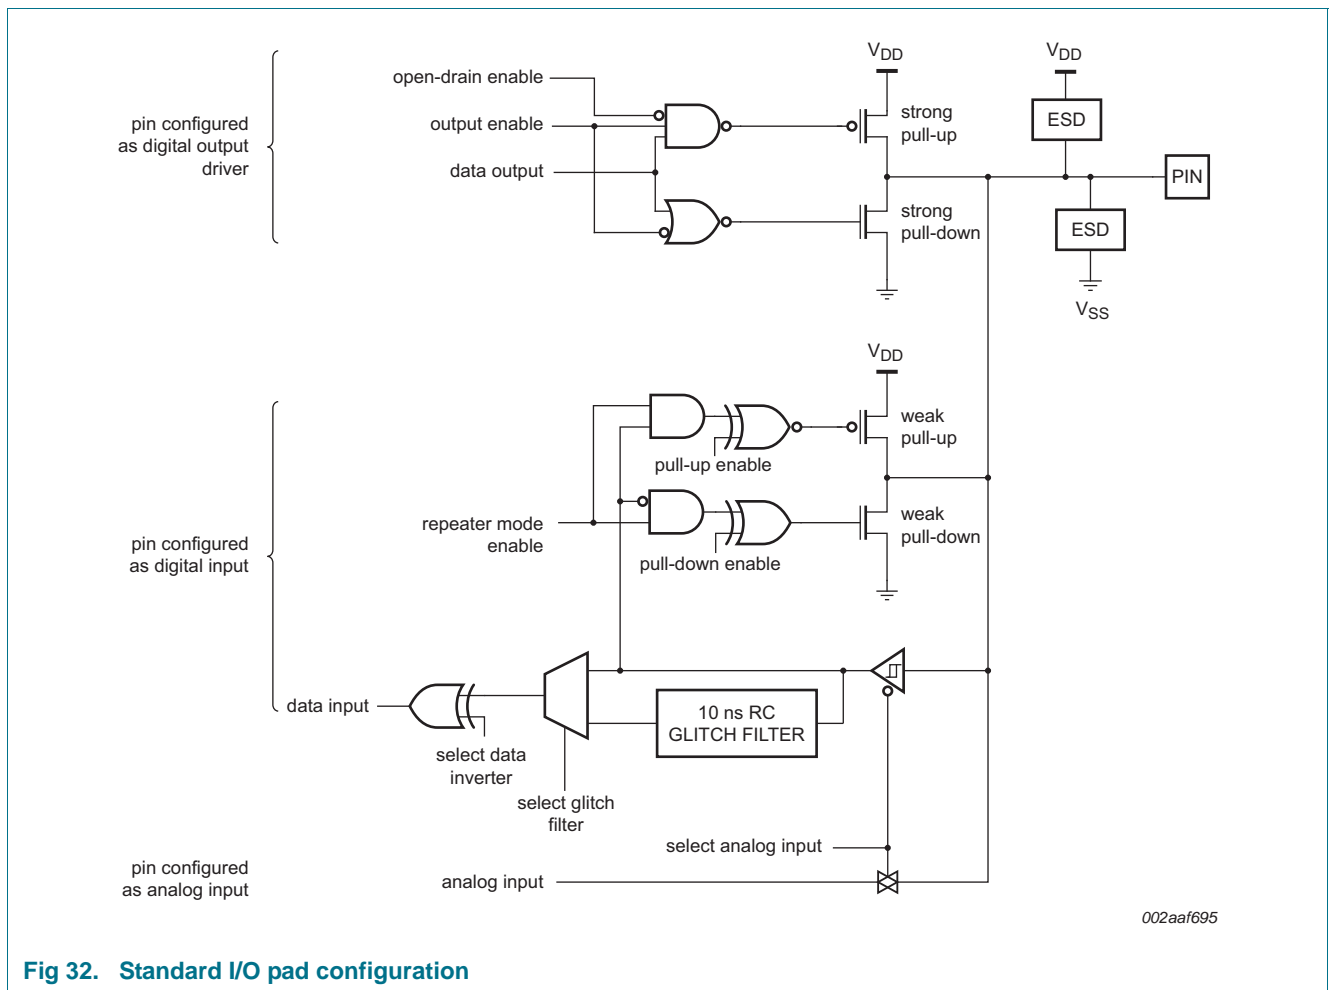 pin configured
as digital output
driver
open-drain enable
output enable
data output
VDD
strong
pull-up
strong
pull-down
VDD
ESD
PIN
ESD
VSS
pin configured
as digital input
VDD
weak
pull-up
pull-up enable
repeater mode
enable
weak
pull-down
pull-down enable
data input
10 ns RC
GLITCH FILTER
select data
inverter
select glitch
filter
select analog input
pin configured
as analog input
analog input
002aaf695
Fig 32. Standard I/O pad configuration